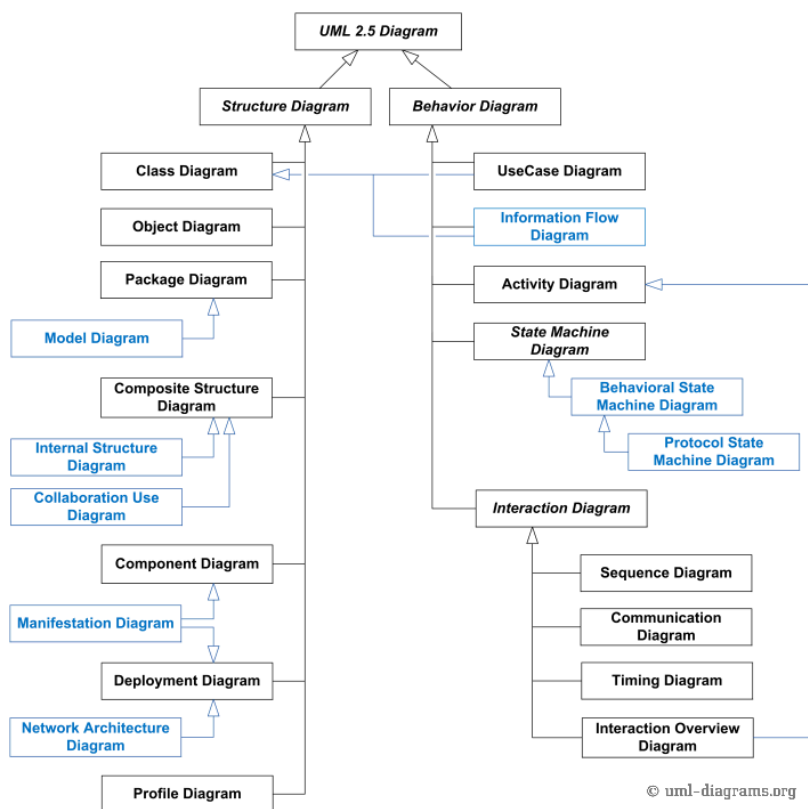 UML 2.5 Diagram
Structure Diagram
Behavior Diagram
Class Diagram
UseCase Diagram
Object Diagram
Information Flow
Diagram
Package Diagram
Activity Diagram
Model Diagram
State Machine
Diagram
Composite Structure
Diagram
Behavioral State
Machine Diagram
Internal Structure
Diagram
Protocol State
Machine Diagram
Collaboration Use
Diagram
Interaction Diagram
Component Diagram
Sequence Diagram
Manifestation Diagram
Communication
Diagram
Deployment Diagram
Timing Diagram
Network Architecture
Diagram
Interaction Overview
Diagram
Profile Diagram
© uml-diagrams.org